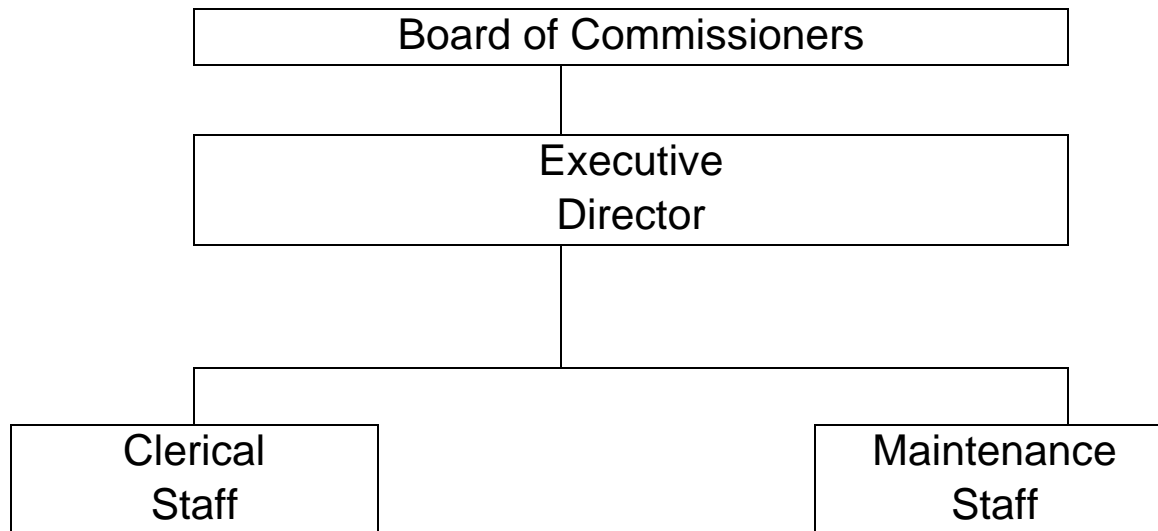 Board of Commissioners
Executive
Director
Clerical
Staff
Maintenance
Staff